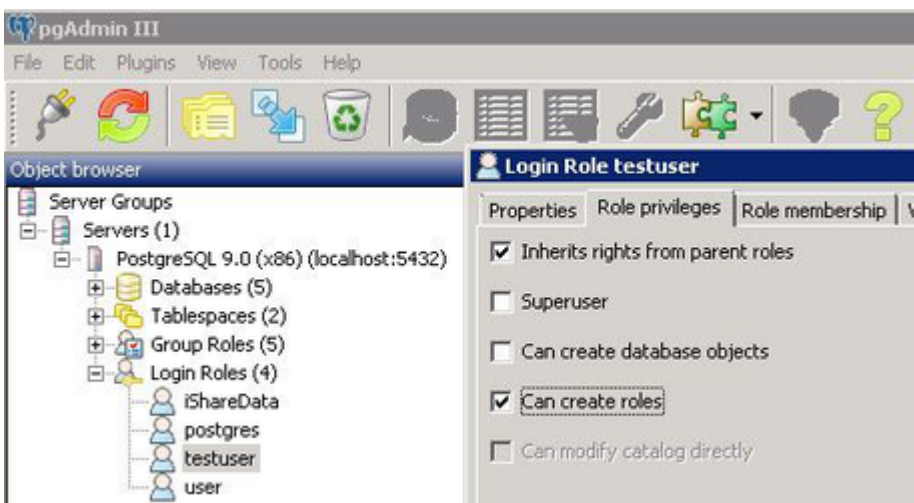 pgAdmin III
File Edit Plugins View Tools Help
Object browser
Server Groups
Servers (1)
PostgreSQL 9.0 (x86) (localhost:5432)
Databases (5)
Tablespaces (2)
Group Roles (5)
Login Roles (4)
iShareData
postgres
testuser
user
Login Role testuser
Properties Role privileges Role membership
Inherits rights from parent roles
Superuser
Can create database objects
Can create roles
Can modify catalog directly